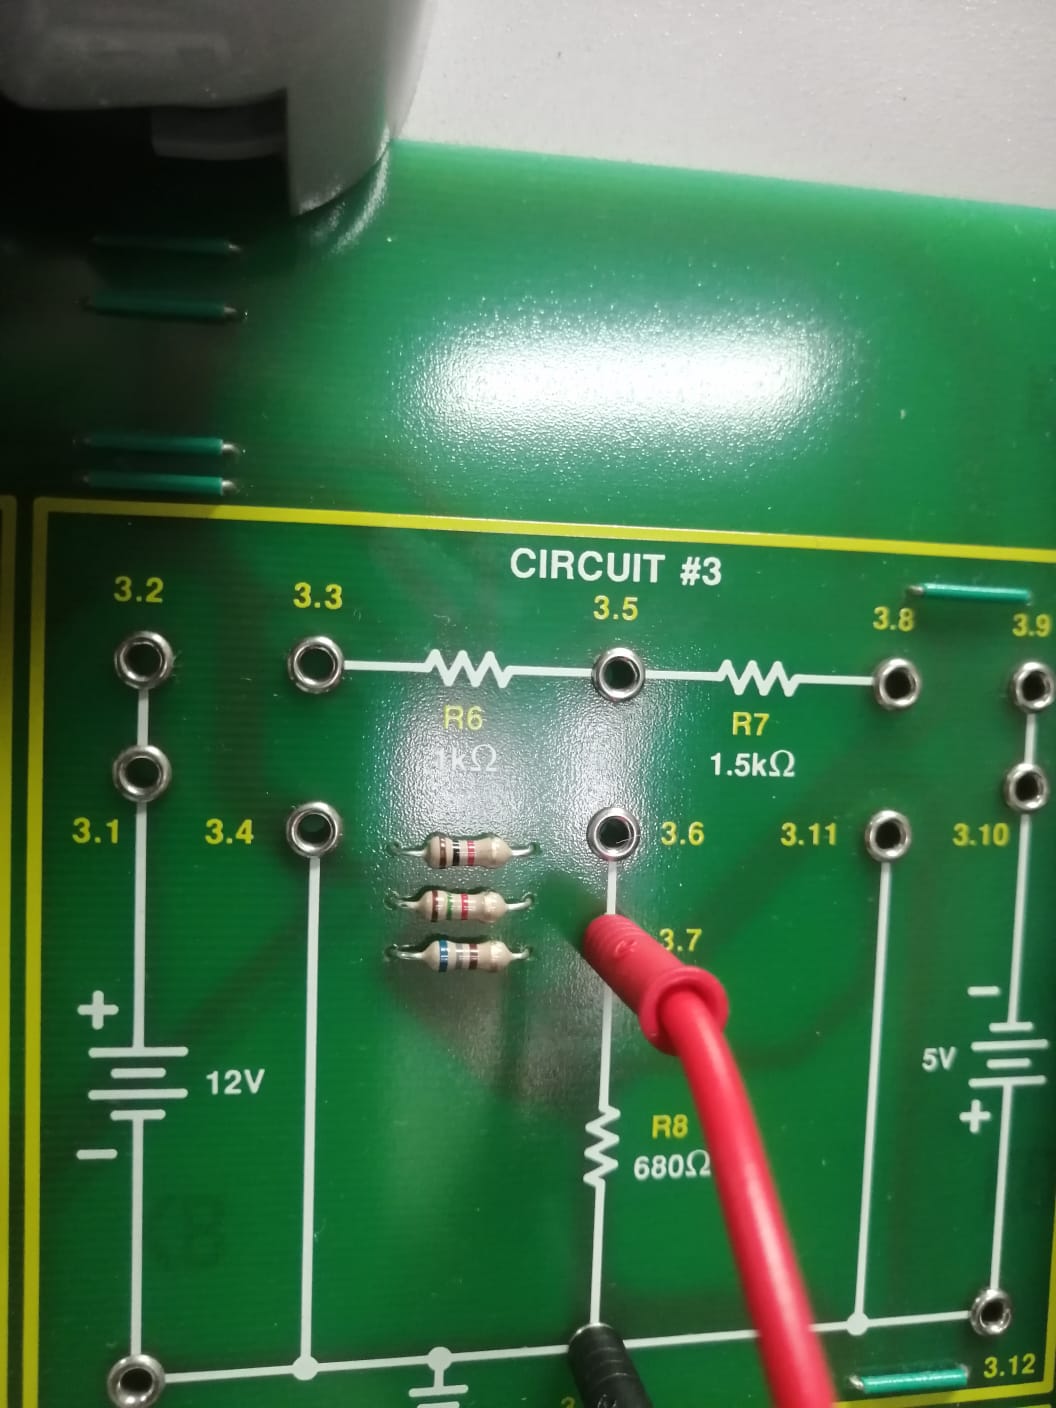 CIRCUIT #3
3.2
3.3
3.5
3.8
3.9
R6
1kΩ
R7
1.5kΩ
3.1
3.4
3.6
3.11
3.10
3.7
+
12V
−
−
5V
+
R8
680Ω
3.12